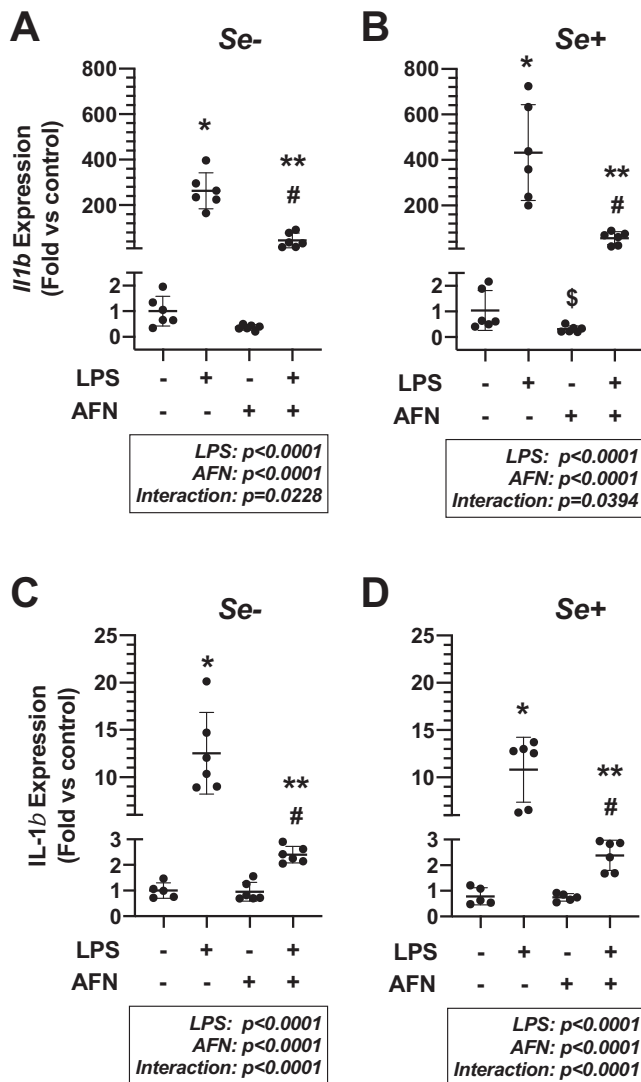 A
Se-
Il1b Expression
(Fold vs control)
800
600
400
200
2
1
0
*
**
#
LPS - + - +
AFN - - + +
LPS: p<0.0001
AFN: p<0.0001
Interaction: p=0.0228
B
Se+
800
600
400
200
2
1
0
*
$
**
#
LPS - + - +
AFN - - + +
LPS: p<0.0001
AFN: p<0.0001
Interaction: p=0.0394
C
Se-
IL-1b Expression
(Fold vs control)
25
20
15
10
3
2
1
0
*
**
#
LPS - + - +
AFN - - + +
LPS: p<0.0001
AFN: p<0.0001
Interaction: p<0.0001
D
Se+
25
20
15
10
3
2
1
0
*
**
#
LPS - + - +
AFN - - + +
LPS: p<0.0001
AFN: p<0.0001
Interaction: p<0.0001